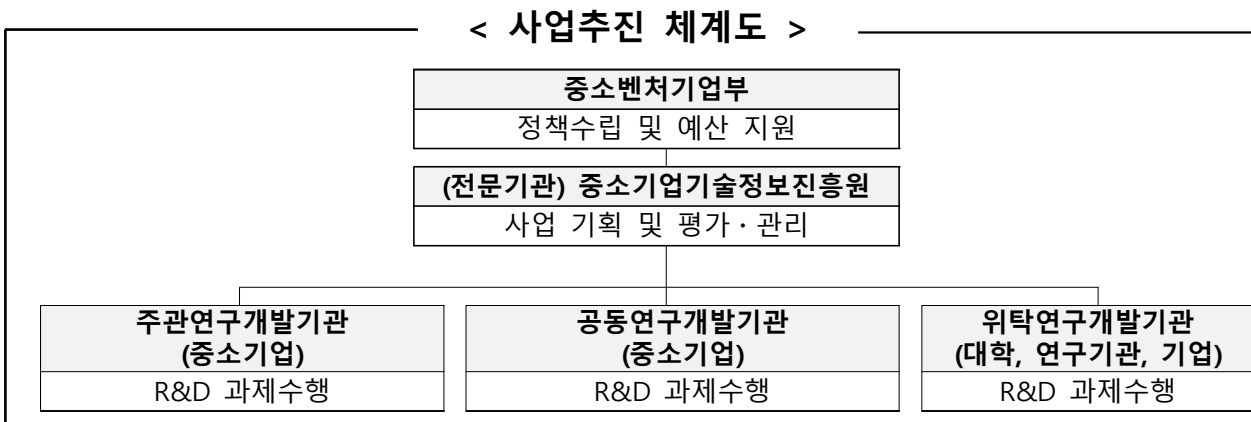 < 사업추진 체계도 >
중소벤처기업부
정책수립 및 예산 지원
(전문기관) 중소기업기술정보진흥원
사업 기획 및 평가·관리
주관연구개발기관
(중소기업)
R&D 과제수행
공동연구개발기관
(중소기업)
R&D 과제수행
위탁연구개발기관
(대학, 연구기관, 기업)
R&D 과제수행